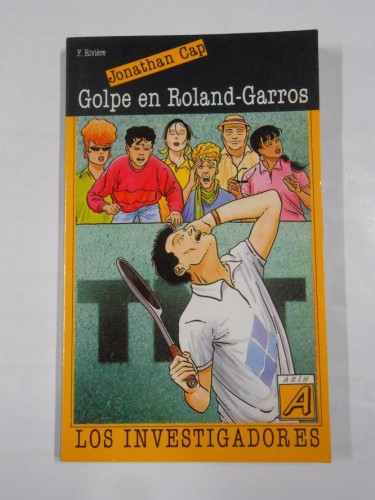 F. Rivière
Jonathan Cap
Golpe en Roland-Garros
A
LOS INVESTIGADORES